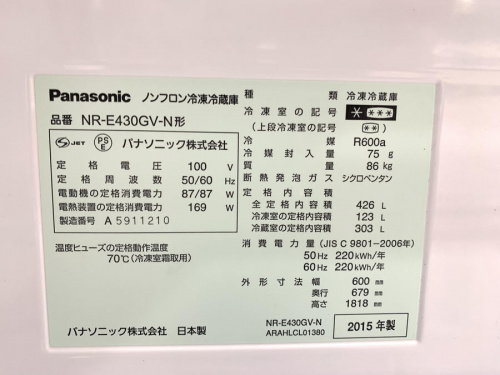 Panasonic ノンフロン冷凍冷蔵庫
品番 NR-E430GV-N形
JET PSE パナソニック株式会社
定格電圧 100 V
定格周波数 50/60 Hz
電動機の定格消費電力 87/87 W
電熱装置の定格消費電力 169 W
製造番号 A 5911210
温度ヒューズの定格動作温度
70℃(冷凍室霜取用)
パナソニック株式会社 日本製
種類 冷凍冷蔵庫
冷凍室の記号 * ***
(上段冷凍室の記号) **
冷媒 R600a
冷媒封入量 75 g
質量 86 kg
断熱発泡ガス シクロペンタン
定格内容積
全定格内容積 426 L
冷凍室の定格内容積 123 L
冷蔵室の定格内容積 303 L
消費電力量 (JIS C 9801-2006年)
50 Hz 220 kWh/年
60 Hz 220 kWh/年
外形寸法 幅 600 mm
奥行 679 mm
高さ 1818 mm
NR-E430GV-N
ARAHLCL01380
2015 年製